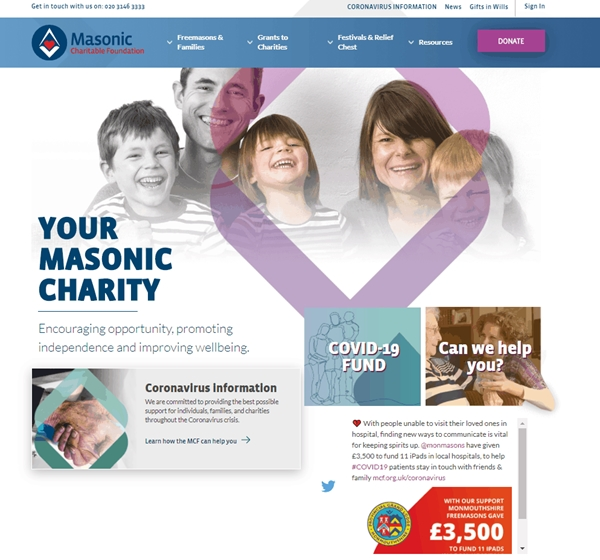 Get in touch with us on: 020 3146 3333
CORONAVIRUS INFORMATION News Gifts in Wills Sign In
Masonic
Charitable Foundation
Freemasons &
Families
Grants to
Charities
Festivals & Relief
Chest
Resources
DONATE
YOUR
MASONIC
CHARITY
Encouraging opportunity, promoting
independence and improving wellbeing.
COVID-19
FUND
Can we help
you?
Coronavirus information
We are committed to providing the best possible
support for individuals, families, and charities
throughout the Coronavirus crisis.
Learn how the MCF can help you
With people unable to visit their loved ones in
hospital, finding new ways to communicate is vital
for keeping spirits up. @monmasons have given
£3,500 to fund 11 iPads in local hospitals, to help
#COVID19 patients stay in touch with friends &
family mcf.org.uk/coronavirus
WITH OUR SUPPORT
MONMOUTHSHIRE
FREEMASONS GAVE
£3,500
TO FUND 11 IPADS